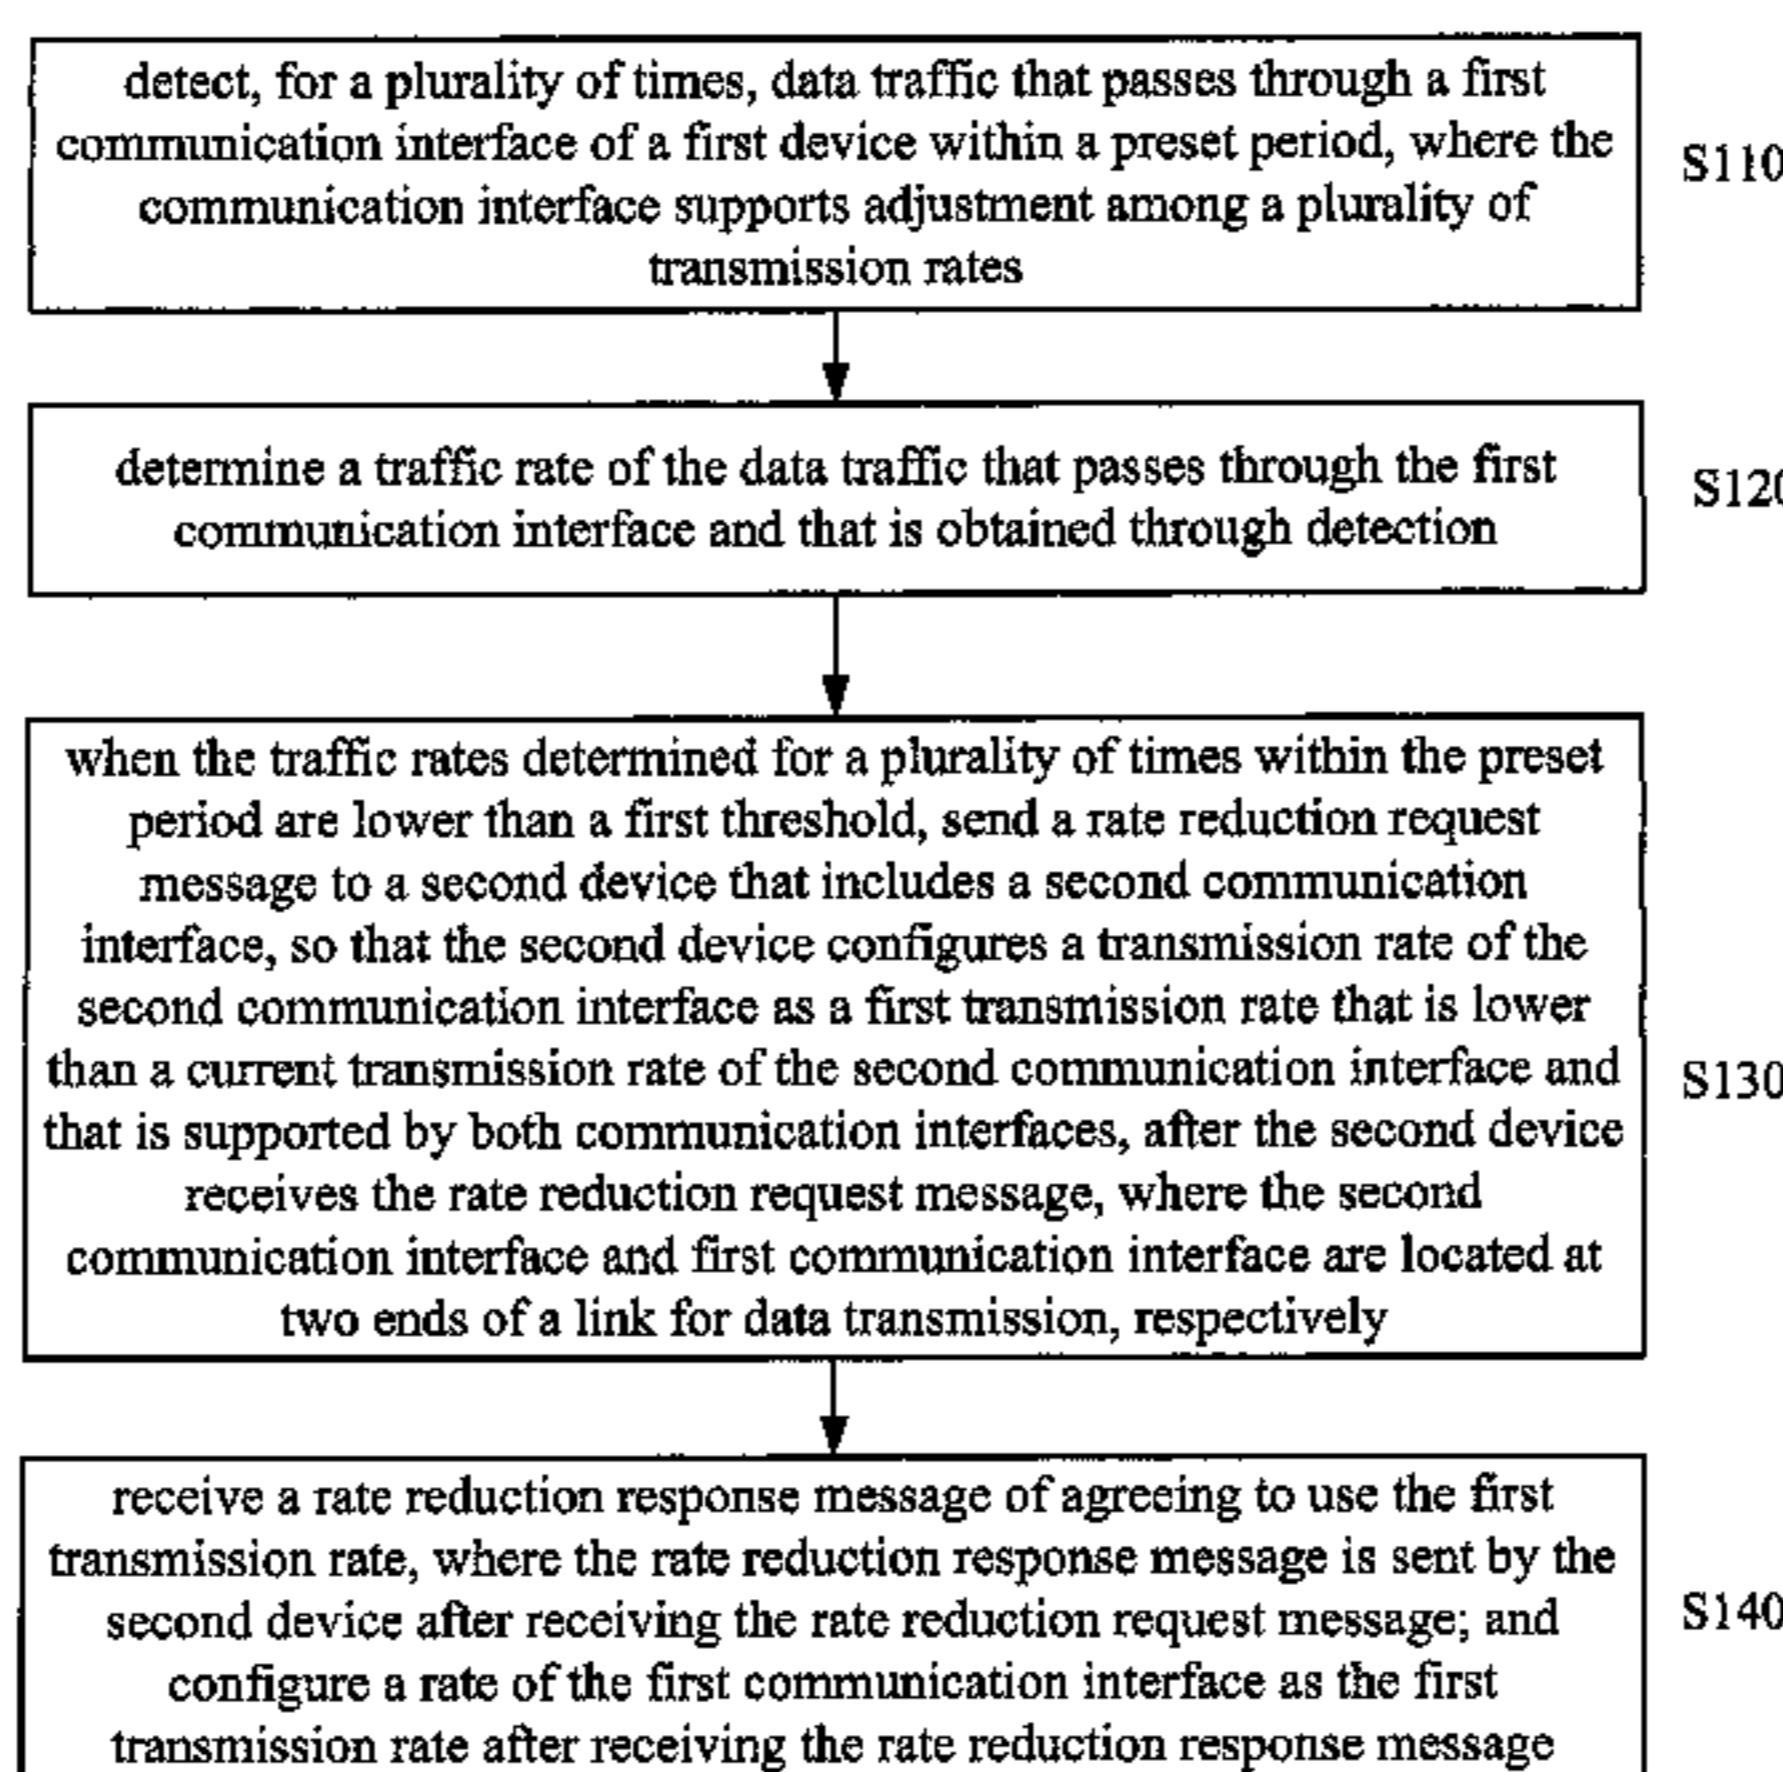 detect, for a plurality of times, data traffic that passes through a first
communication interface of a first device within a preset period, where the
communication interface supports adjustment among a plurality of
transmission rates
S110
determine a traffic rate of the data traffic that passes through the first
communication interface and that is obtained through detection
S120
when the traffic rates determined for a plurality of times within the preset
period are lower than a first threshold, send a rate reduction request
message to a second device that includes a second communication
interface, so that the second device configures a transmission rate of the
second communication interface as a first transmission rate that is lower
than a current transmission rate of the second communication interface and
that is supported by both communication interfaces, after the second device
receives the rate reduction request message, where the second
communication interface and first communication interface are located at
two ends of a link for data transmission, respectively
S130
receive a rate reduction response message of agreeing to use the first
transmission rate, where the rate reduction response message is sent by the
second device after receiving the rate reduction request message; and
configure a rate of the first communication interface as the first
transmission rate after receiving the rate reduction response message
S140